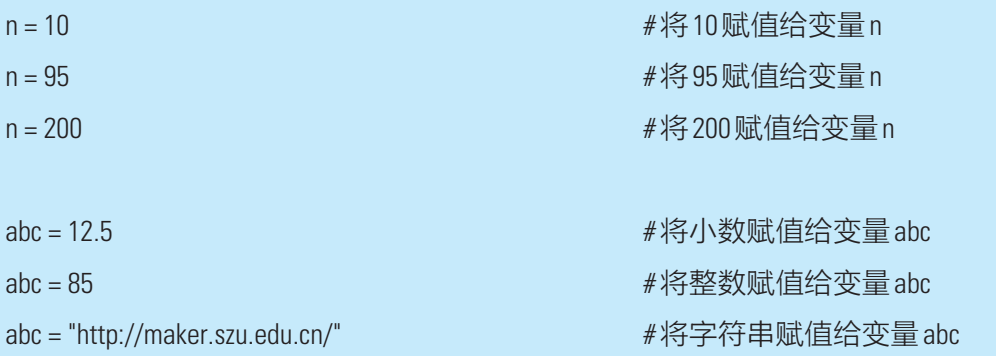 n = 10 #将10赋值给变量n
n = 95 #将95赋值给变量n
n = 200 #将200赋值给变量n
abc = 12.5 #将小数赋值给变量abc
abc = 85 #将整数赋值给变量abc
abc = "http://maker.szu.edu.cn/" #将字符串赋值给变量abc